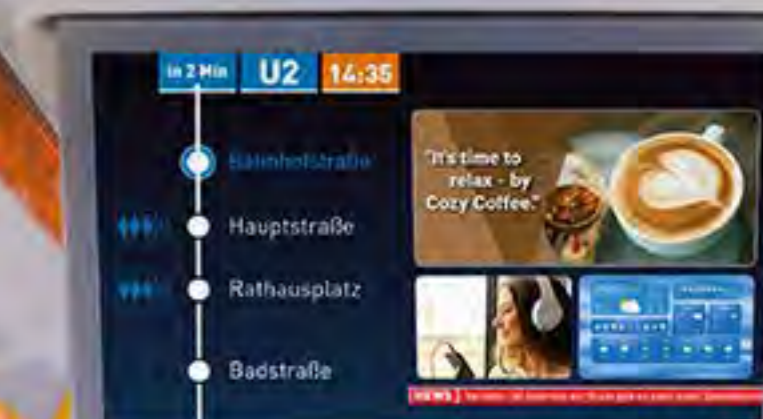 in 2 Min
U2
14:35
Bahnhofstraße
Hauptstraße
Rathausplatz
Badstraße
"It's time to
relax - by
Cozy Coffee."
NEWS